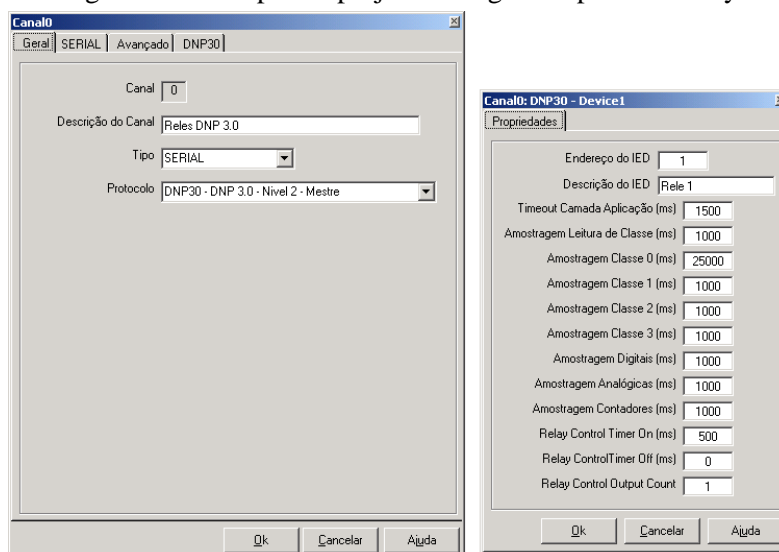 Canal0
Geral SERIAL Avançado DNP30
Canal 0
Descrição do Canal Reles DNP 3.0
Tipo SERIAL
Protocolo DNP30 - DNP 3.0 - Nivel 2 - Mestre
Ok Cancelar Ajuda
Canal0: DNP30 - Device1
Propriedades
Endereço do IED 1
Descrição do IED Rele 1
Timeout Camada Aplicação (ms) 1500
Amostragem Leitura de Classe (ms) 1000
Amostragem Classe 0 (ms) 25000
Amostragem Classe 1 (ms) 1000
Amostragem Classe 2 (ms) 1000
Amostragem Classe 3 (ms) 1000
Amostragem Digitais (ms) 1000
Amostragem Analógicas (ms) 1000
Amostragem Contadores (ms) 1000
Relay Control Timer On (ms) 500
Relay ControlTimer Off (ms) 0
Relay Control Output Count 1
Ok Cancelar Ajuda